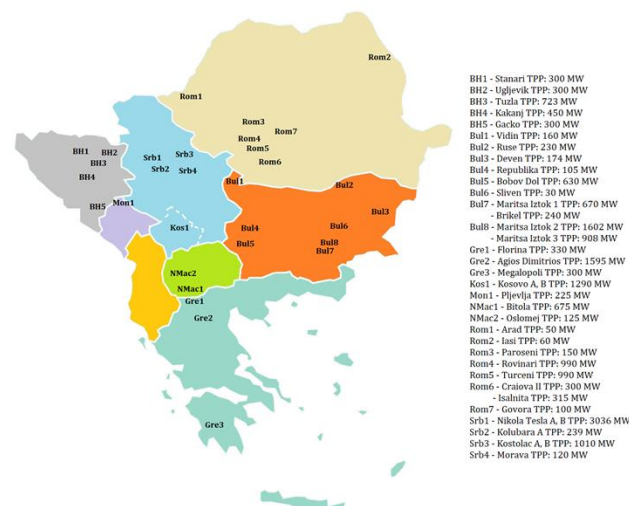 Rom2
Rom1
Rom3
Rom7
Rom4
Rom5
Rom6
BH1
BH2
BH3
BH4
BH5
Srb1
Srb3
Srb2
Srb4
Bul1
Bul2
Bul3
Mon1
Kos1
Bul4
Bul5
Bul6
Bul8
Bul7
NMac2
NMac1
Gre1
Gre2
Gre3
BH1 - Stanari TPP: 300 MW
BH2 - Ugljevik TPP: 300 MW
BH3 - Tuzla TPP: 723 MW
BH4 - Kakanj TPP: 450 MW
BH5 - Gacko TPP: 300 MW
Bul1 - Vidin TPP: 160 MW
Bul2 - Ruse TPP: 230 MW
Bul3 - Deven TPP: 174 MW
Bul4 - Republika TPP: 105 MW
Bul5 - Bobov Dol TPP: 630 MW
Bul6 - Sliven TPP: 30 MW
Bul7 - Maritsa Iztok 1 TPP: 670 MW
- Brikel TPP: 240 MW
Bul8 - Maritsa Iztok 2 TPP: 1602 MW
- Maritsa Iztok 3 TPP: 908 MW
Gre1 - Florina TPP: 330 MW
Gre2 - Agios Dimitrios TPP: 1595 MW
Gre3 - Megalopoli TPP: 300 MW
Kos1 - Kosovo A, B TPP: 1290 MW
Mon1 - Pljevlja TPP: 225 MW
NMac1 - Bitola TPP: 675 MW
NMac2 - Oslomej TPP: 125 MW
Rom1 - Arad TPP: 50 MW
Rom2 - Iasi TPP: 60 MW
Rom3 - Paroseni TPP: 150 MW
Rom4 - Rovinari TPP: 990 MW
Rom5 - Turceni TPP: 990 MW
Rom6 - Craiova II TPP: 300 MW
- Isalnita TPP: 315 MW
Rom7 - Govora TPP: 100 MW
Srb1 - Nikola Tesla A, B TPP: 3036 MW
Srb2 - Kolubara A TPP: 239 MW
Srb3 - Kostolac A, B TPP: 1010 MW
Srb4 - Morava TPP: 120 MW